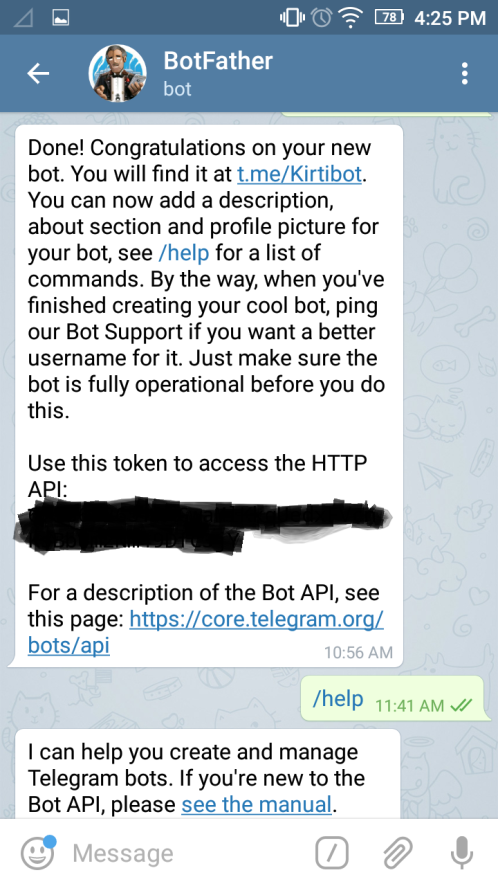 78 4:25 PM
BotFather
bot
Done! Congratulations on your new
bot. You will find it at t.me/Kirtibot.
You can now add a description,
about section and profile picture for
your bot, see /help for a list of
commands. By the way, when you've
finished creating your cool bot, ping
our Bot Support if you want a better
username for it. Just make sure the
bot is fully operational before you do
this.
Use this token to access the HTTP
API:
For a description of the Bot API, see
this page: https://core.telegram.org/
bots/api
10:56 AM
/help 11:41 AM
I can help you create and manage
Telegram bots. If you're new to the
Bot API, please see the manual.
Message